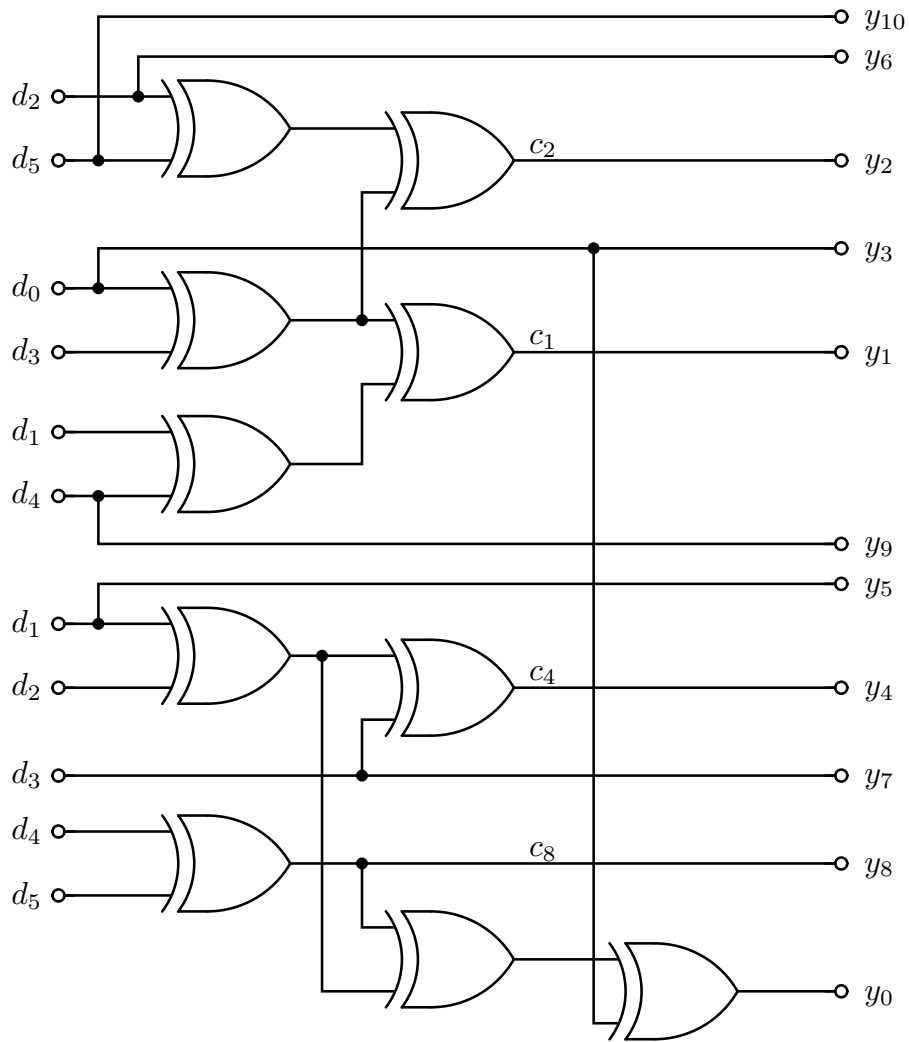 y₁₀
y₆
d₂
d₅ c₂ y₂
y₃
d₀
d₃ c₁ y₁
d₁
d₄
y₉
y₅
d₁
d₂ c₄ y₄
d₃ y₇
d₄
c₈ y₈
d₅
y₀